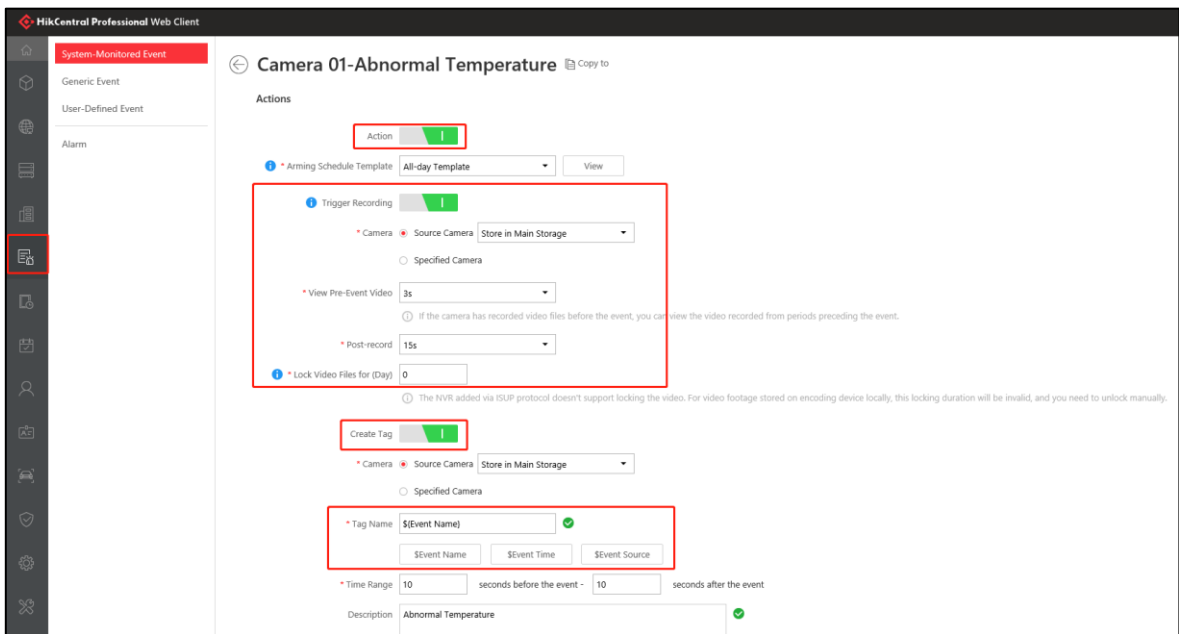 HikCentral Professional Web Client
System-Monitored Event
Generic Event
User-Defined Event
Alarm
Camera 01-Abnormal Temperature Copy to
Actions
Action
* Arming Schedule Template All-day Template View
Trigger Recording
* Camera Source Camera Store in Main Storage
Specified Camera
* View Pre-Event Video 3s
If the camera has recorded video files before the event, you can view the video recorded from periods preceding the event.
* Post-record 15s
* Lock Video Files for (Day) 0
The NVR added via ISUP protocol doesn't support locking the video. For video footage stored on encoding device locally, this locking duration will be invalid, and you need to unlock manually.
Create Tag
* Camera Source Camera Store in Main Storage
Specified Camera
* Tag Name ${Event Name}
$Event Name $Event Time $Event Source
* Time Range 10 seconds before the event - 10 seconds after the event
Description Abnormal Temperature